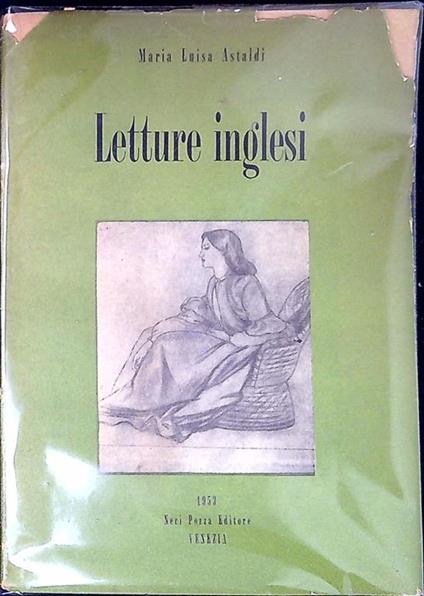 Maria Luisa Astaldi
Letture inglesi
1953
Neri Pozza Editore
VENEZIA